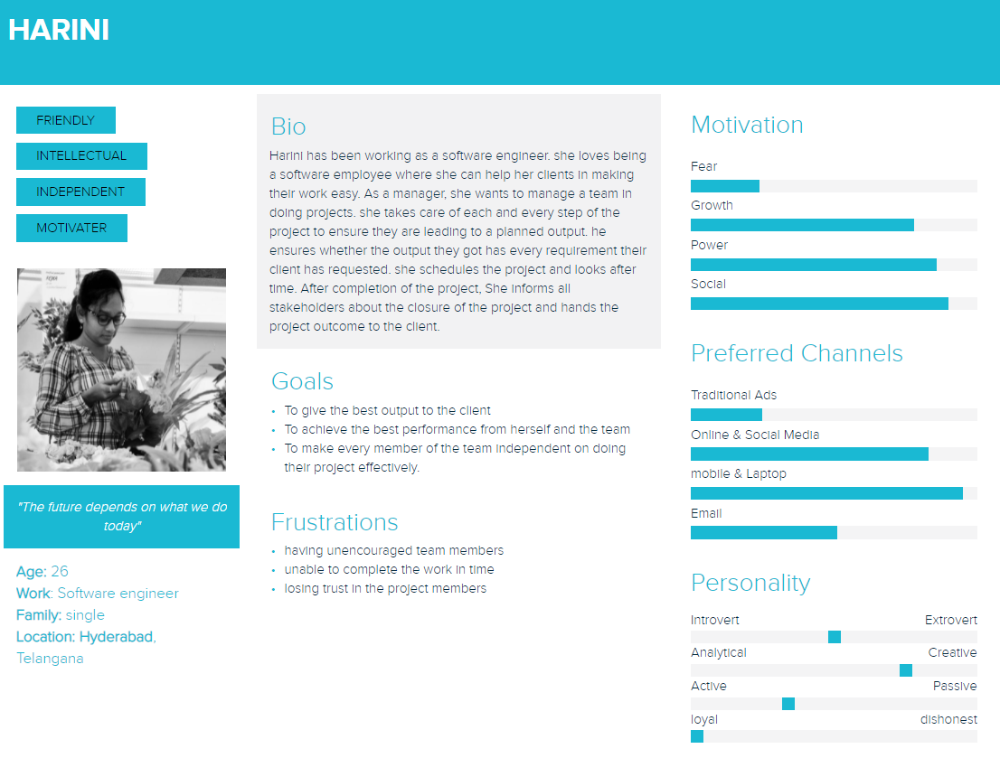 HARINI
FRIENDLY
INTELLECTUAL
INDEPENDENT
MOTIVATER
"The future depends on what we do
today"
Age: 26
Work: Software engineer
Family: single
Location: Hyderabad,
Telangana
Bio
Harini has been working as a software engineer. she loves being
a software employee where she can help her clients in making
their work easy. As a manager, she wants to manage a team in
doing projects. she takes care of each and every step of the
project to ensure they are leading to a planned output. he
ensures whether the output they got has every requirement their
client has requested. she schedules the project and looks after
time. After completion of the project, She informs all
stakeholders about the closure of the project and hands the
project outcome to the client.
Goals
• To give the best output to the client
• To achieve the best performance from herself and the team
• To make every member of the team independent on doing
their project effectively.
Frustrations
• having unencouraged team members
• unable to complete the work in time
• losing trust in the project members
Motivation
Fear
Growth
Power
Social
Preferred Channels
Traditional Ads
Online & Social Media
mobile & Laptop
Email
Personality
Introvert Extrovert
Analytical Creative
Active Passive
loyal dishonest